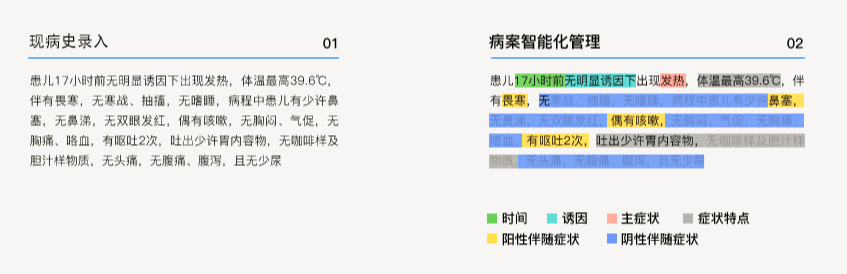 现病史录入
01
患儿17小时前无明显诱因下出现发热，体温最高39.6℃，
伴有畏寒，无寒战、抽搐，无嗜睡，病程中患儿有少许鼻
塞，无鼻涕，无双眼发红，偶有咳嗽，无胸闷、气促，无
胸痛、咯血，有呕吐2次，吐出少许胃内容物，无咖啡样及
胆汁样物质，无头痛，无腹痛、腹泻，且无少尿
病案智能化管理
02
患儿17小时前无明显诱因下出现发热，体温最高39.6℃，伴
有畏寒，无寒战、抽搐，无嗜睡，病程中患儿有少许鼻塞，
无鼻涕，无双眼发红，偶有咳嗽，无胸闷、气促，无胸痛、
咯血，有呕吐2次，吐出少许胃内容物，无咖啡样及胆汁样
物质，无头痛，无腹痛、腹泻，且无少尿
时间
诱因
主症状
症状特点
阳性伴随症状
阴性伴随症状